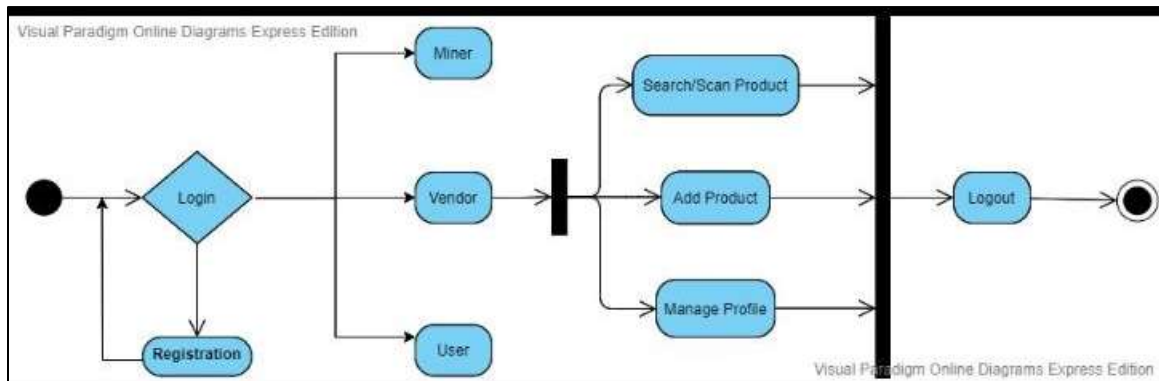 Visual Paradigm Online Diagrams Express Edition
Miner
Search/Scan Product
Login
Vendor
Add Product
Logout
Manage Profile
Registration
User
Visual Paradigm Online Diagrams Express Edition